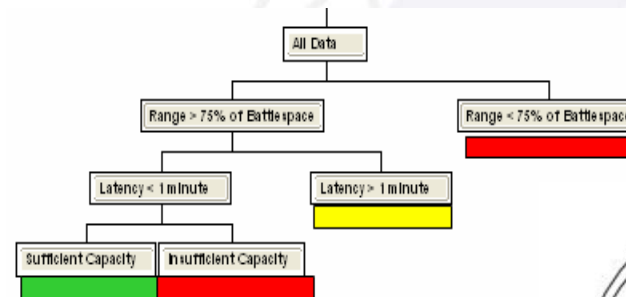 All Data
Range > 75% of Battlespace
Range < 75% of Battlespace
Latency < 1 minute
Latency > 1 minute
Sufficient Capacity
Insufficient Capacity